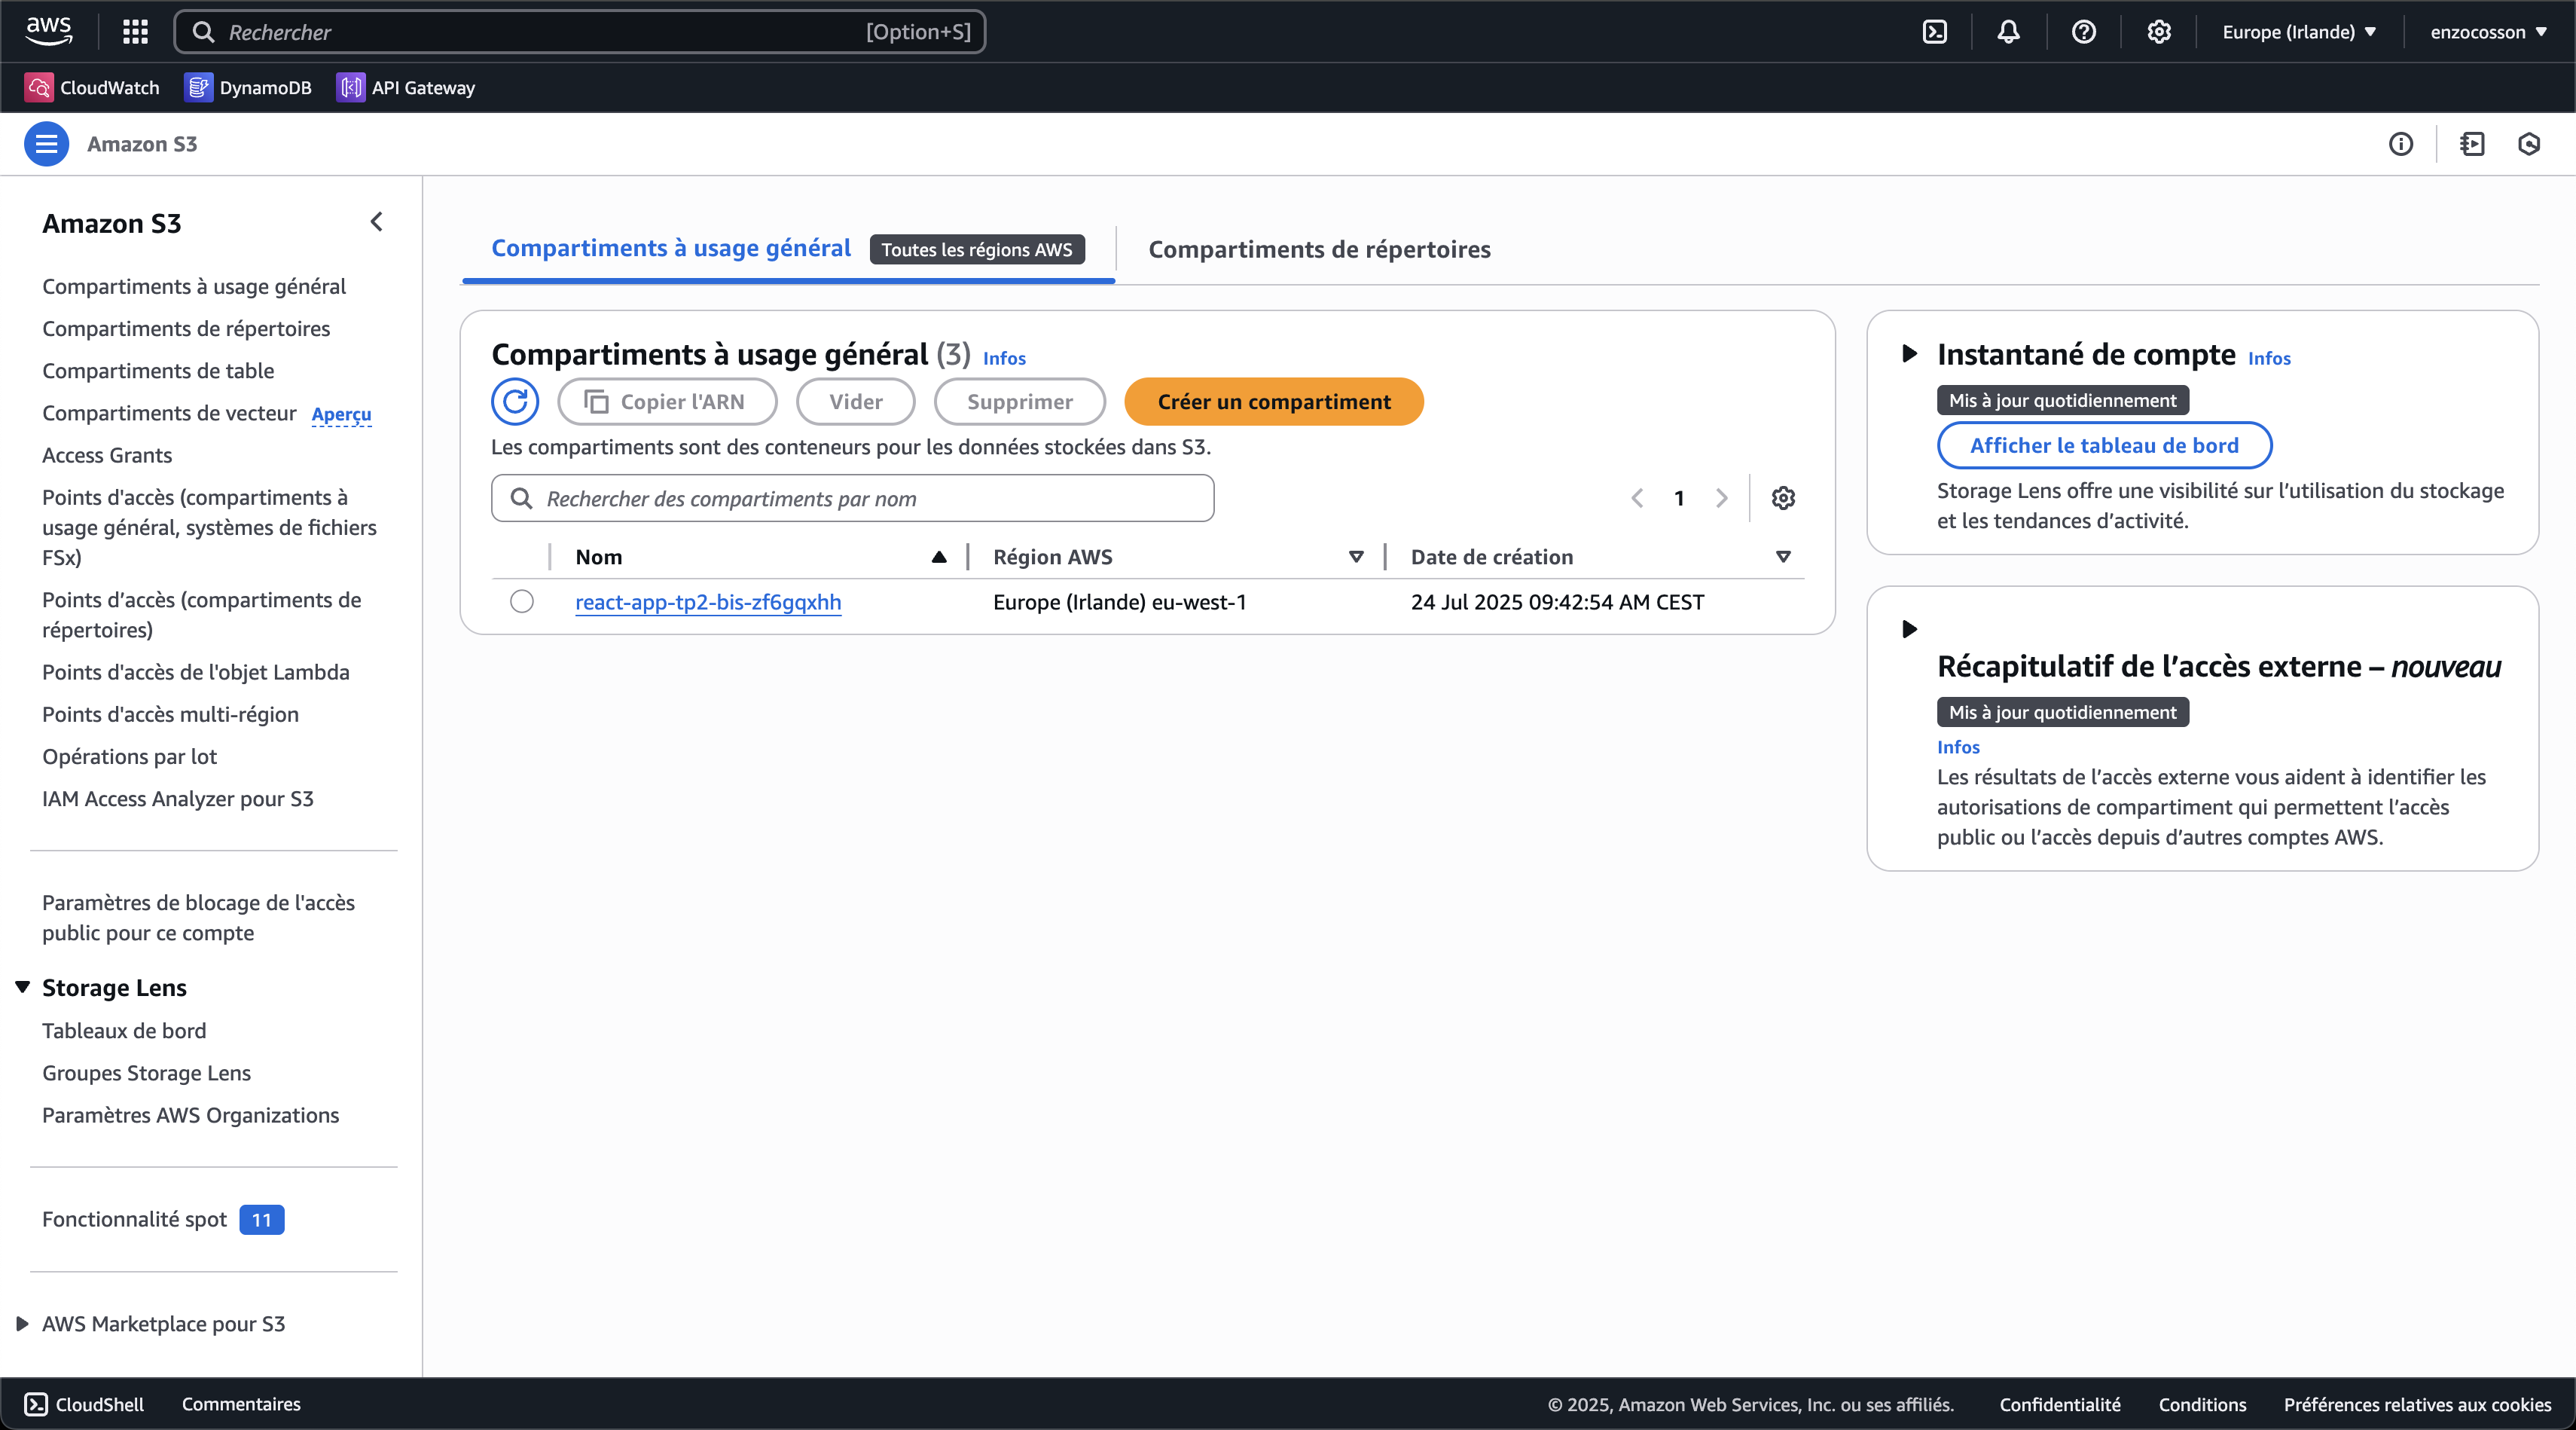 aws
Rechercher
[Option+S]
Europe (Irlande)
enzocosson
CloudWatch
DynamoDB
API Gateway
Amazon S3
Amazon S3
Compartiments à usage général
Compartiments de répertoires
Compartiments de table
Compartiments de vecteur Aperçu
Access Grants
Points d'accès (compartiments à
usage général, systèmes de fichiers
FSx)
Points d’accès (compartiments de
répertoires)
Points d'accès de l'objet Lambda
Points d'accès multi-région
Opérations par lot
IAM Access Analyzer pour S3
Paramètres de blocage de l'accès
public pour ce compte
Storage Lens
Tableaux de bord
Groupes Storage Lens
Paramètres AWS Organizations
Fonctionnalité spot 11
AWS Marketplace pour S3
Compartiments à usage général Toutes les régions AWS
Compartiments de répertoires
Compartiments à usage général (3) Infos
Copier l'ARN
Vider
Supprimer
Créer un compartiment
Les compartiments sont des conteneurs pour les données stockées dans S3.
Rechercher des compartiments par nom
1
Nom
Région AWS
Date de création
react-app-tp2-bis-zf6gqxhh
Europe (Irlande) eu-west-1
24 Jul 2025 09:42:54 AM CEST
Instantané de compte Infos
Mis à jour quotidiennement
Afficher le tableau de bord
Storage Lens offre une visibilité sur l’utilisation du stockage
et les tendances d’activité.
Récapitulatif de l’accès externe – nouveau
Mis à jour quotidiennement
Infos
Les résultats de l’accès externe vous aident à identifier les
autorisations de compartiment qui permettent l’accès
public ou l’accès depuis d’autres comptes AWS.
CloudShell
Commentaires
© 2025, Amazon Web Services, Inc. ou ses affiliés.
Confidentialité
Conditions
Préférences relatives aux cookies